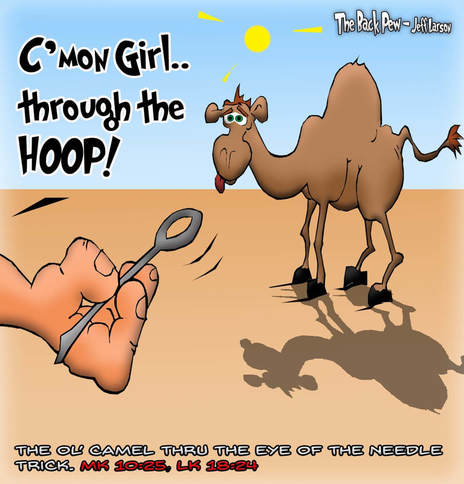 The Back Pew - Jeff Larson
C'mon Girl..
through the
HOOP!
THE OL' CAMEL THRU THE EYE OF THE NEEDLE
TRICK. MK 10:25, LK 18:24